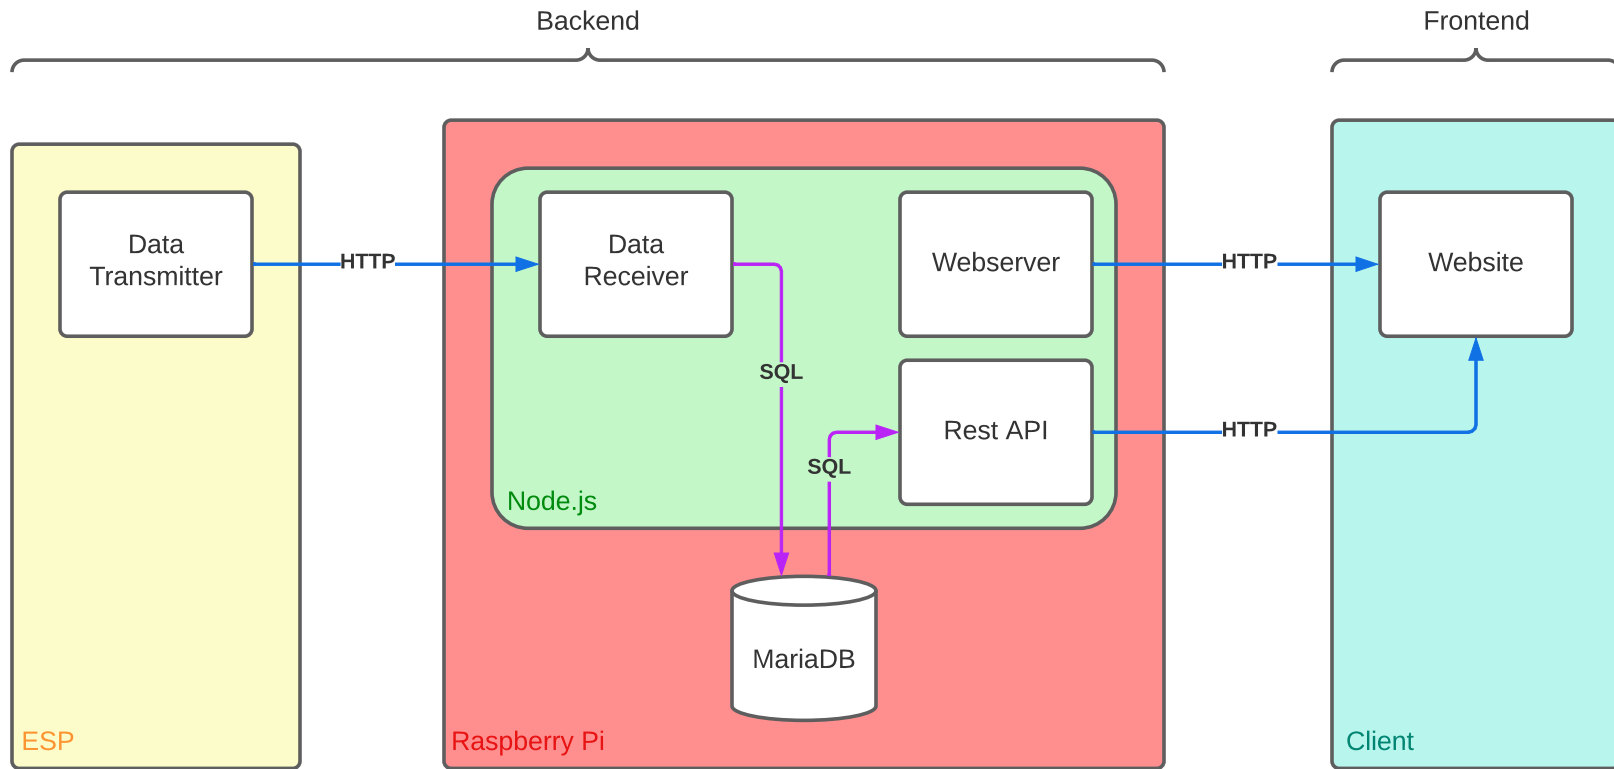 Backend
Frontend
Data
Transmitter
HTTP
Data
Receiver
Webserver
HTTP
Website
SQL
Rest API
HTTP
SQL
Node.js
MariaDB
ESP
Raspberry Pi
Client